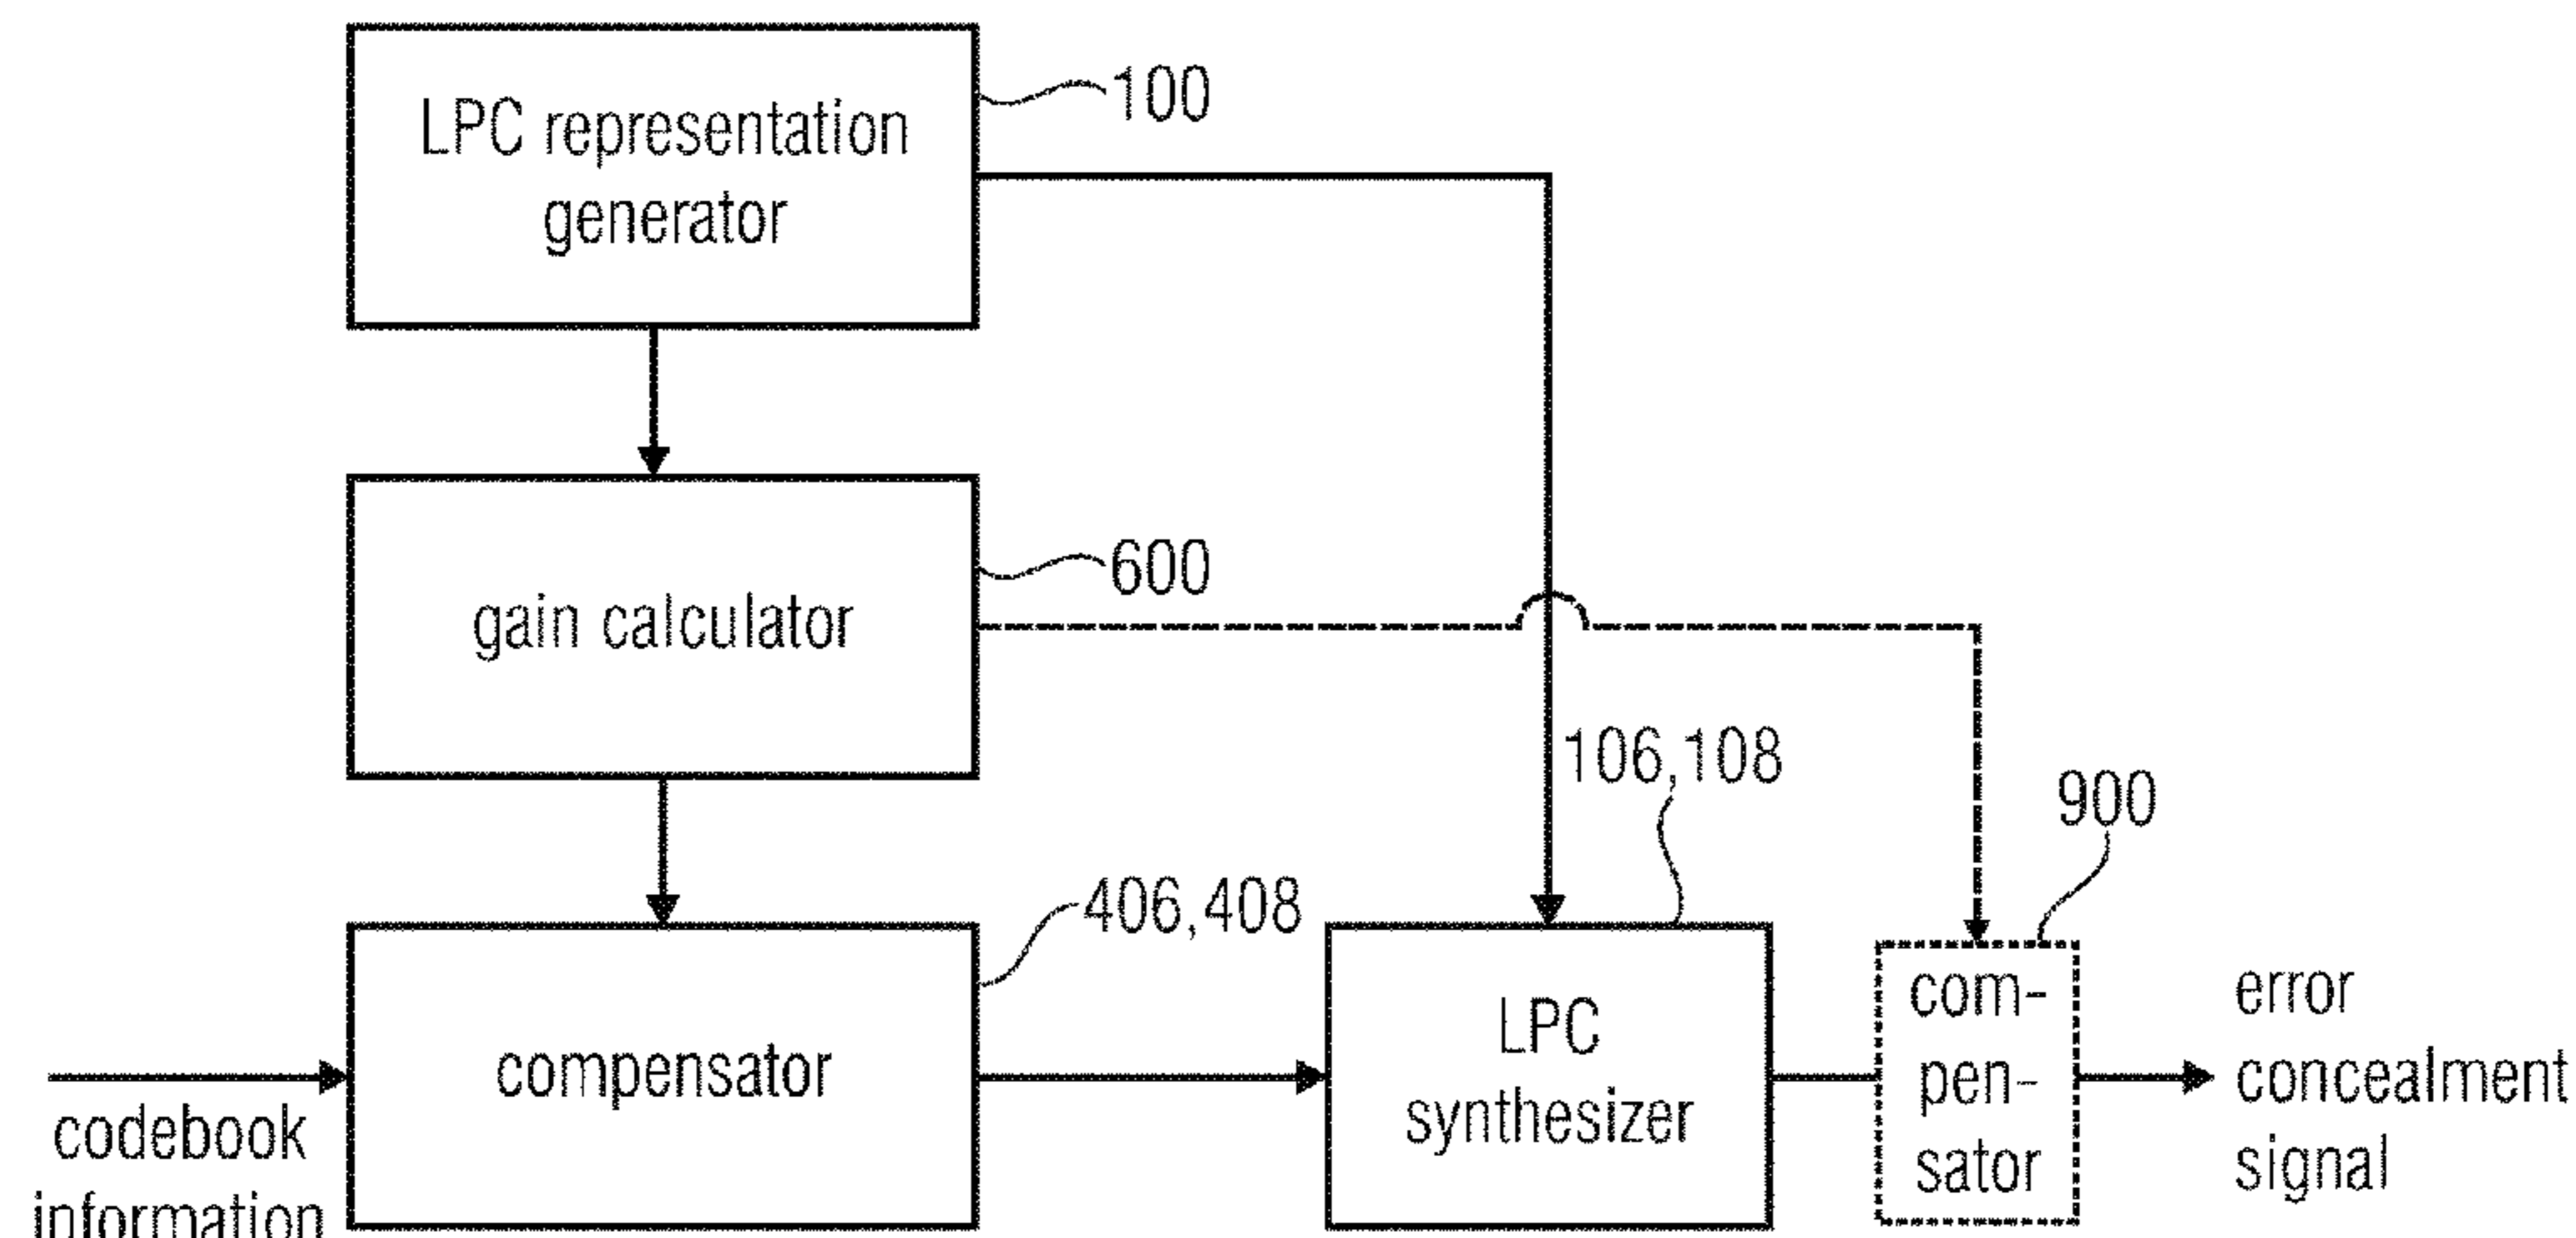 LPC representation
generator
100
gain calculator
600
106,108
900
406,408
compensator
LPC
synthesizer
com-
pen-
sator
error
concealment
signal
codebook
information